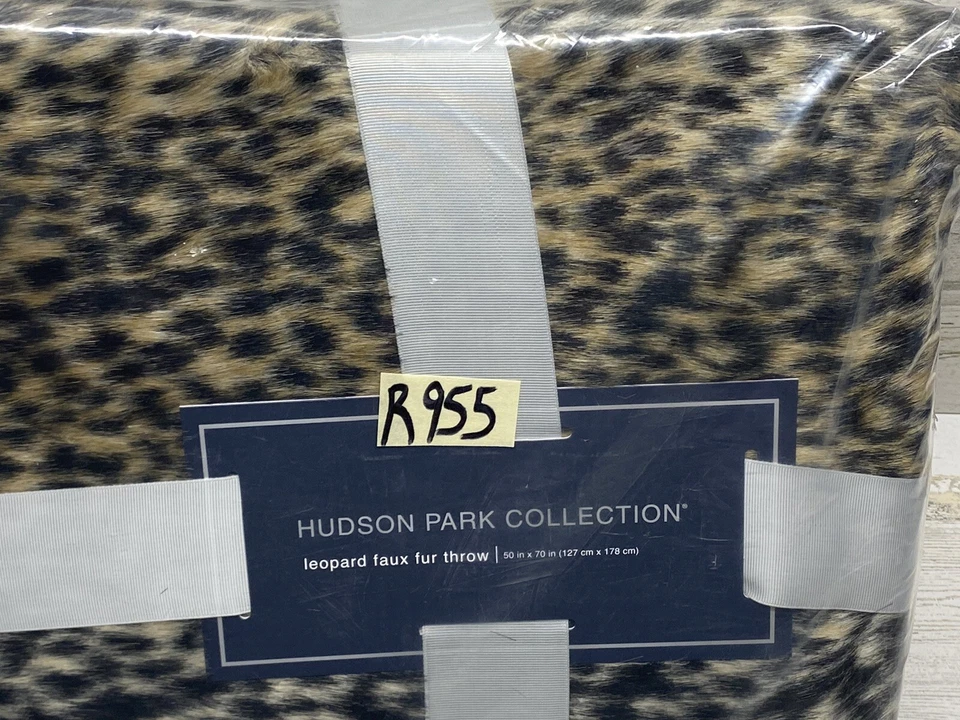 R955
HUDSON PARK COLLECTION®
leopard faux fur throw | 50 in x 70 in (127 cm x 178 cm)